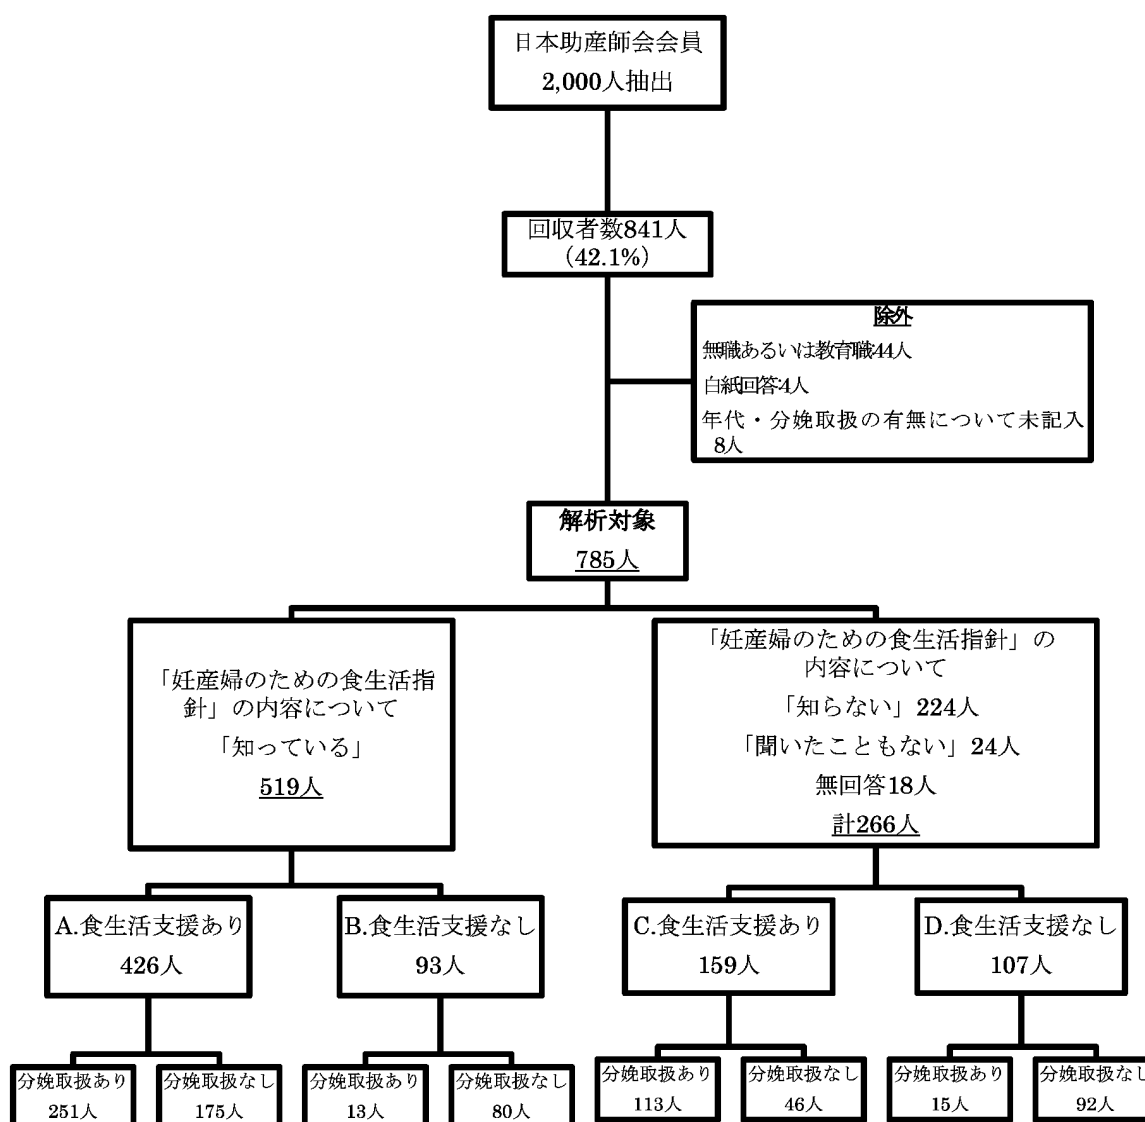 日本助産師会会員
2,000人抽出
回収者数841人
(42.1%)
除外
無職あるいは教育職:44人
白紙回答:4人
年代・分娩取扱の有無について未記入
8人
解析対象
785人
「妊産婦のための食生活指
針」の内容について
「知っている」
519人
「妊産婦のための食生活指針」の
内容について
「知らない」224人
「聞いたこともない」24人
無回答18人
計266人
A.食生活支援あり
426人
B.食生活支援なし
93人
C.食生活支援あり
159人
D.食生活支援なし
107人
分娩取扱あり
251人
分娩取扱なし
175人
分娩取扱あり
13人
分娩取扱なし
80人
分娩取扱あり
113人
分娩取扱なし
46人
分娩取扱あり
15人
分娩取扱なし
92人